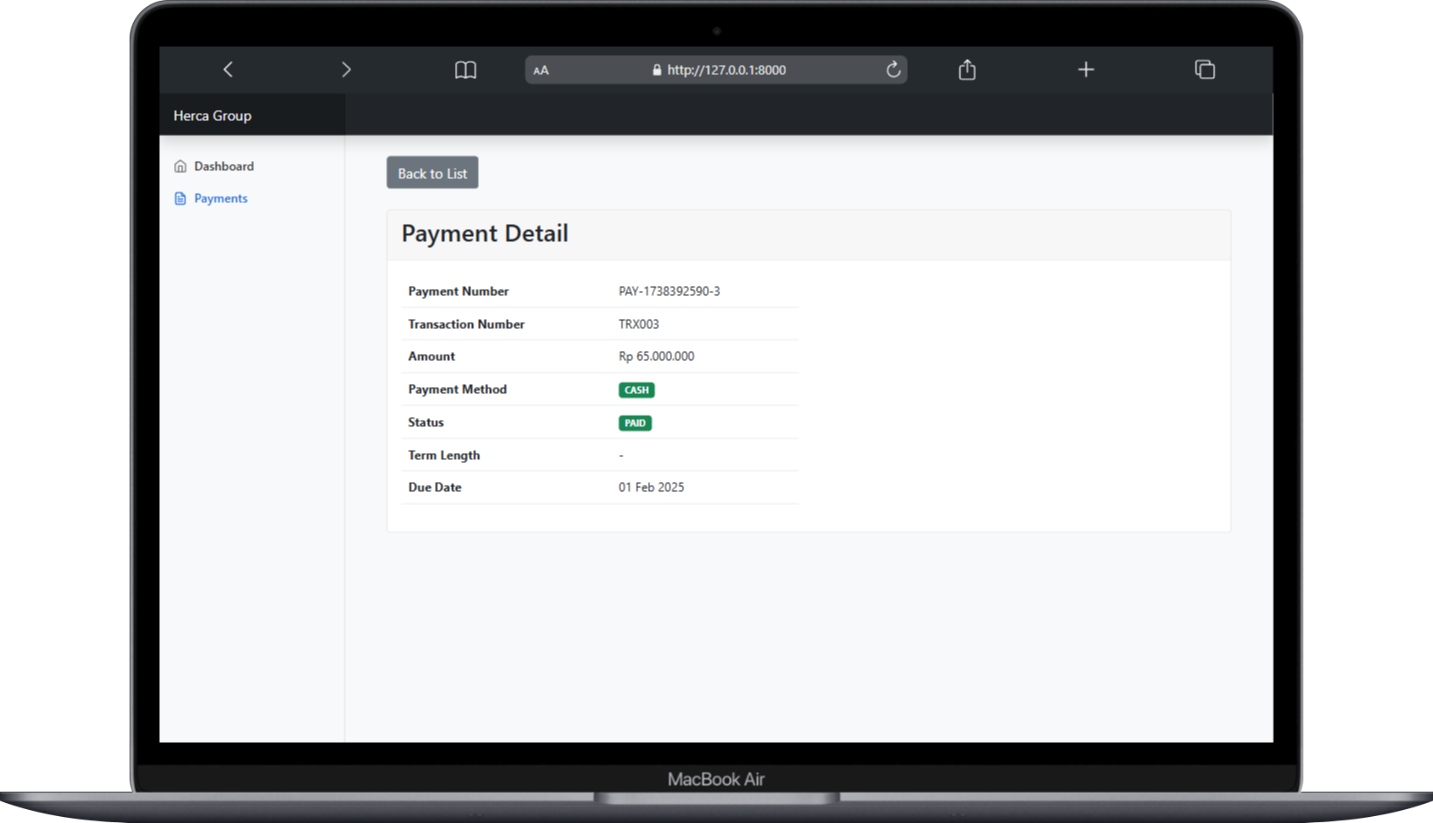 AA http://127.0.0.1:8000
Herca Group
Dashboard
Payments
Back to List
Payment Detail
Payment Number PAY-1738392590-3
Transaction Number TRX003
Amount Rp 65.000.000
Payment Method CASH
Status PAID
Term Length -
Due Date 01 Feb 2025
MacBook Air